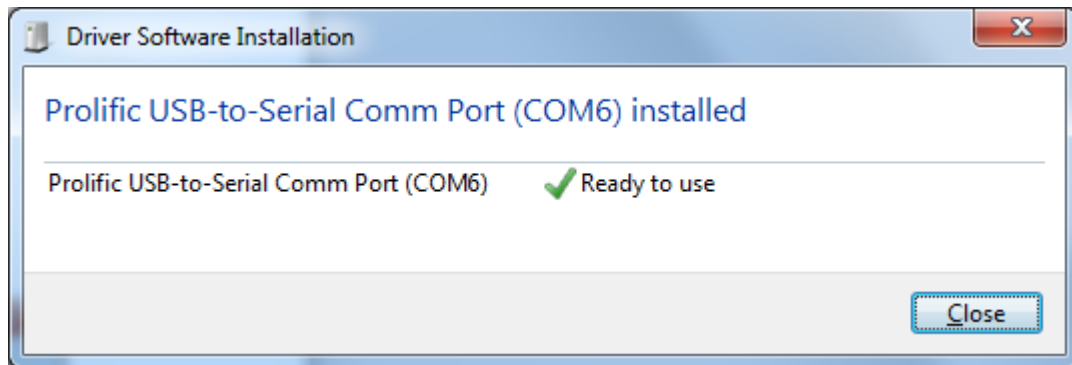 Driver Software Installation
Prolific USB-to-Serial Comm Port (COM6) installed
Prolific USB-to-Serial Comm Port (COM6) Ready to use
Close